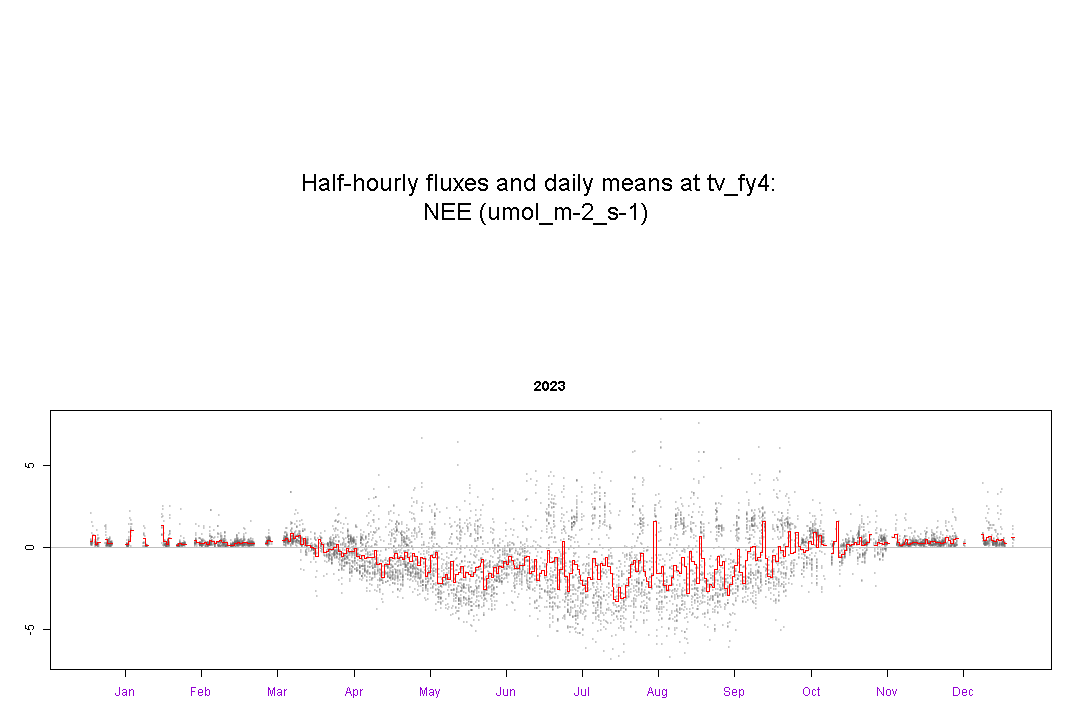 Half-hourly fluxes and daily means at tv_fy4:
NEE (umol_m-2_s-1)
2023
5
0
-5
Jan Feb Mar Apr May Jun Jul Aug Sep Oct Nov Dec